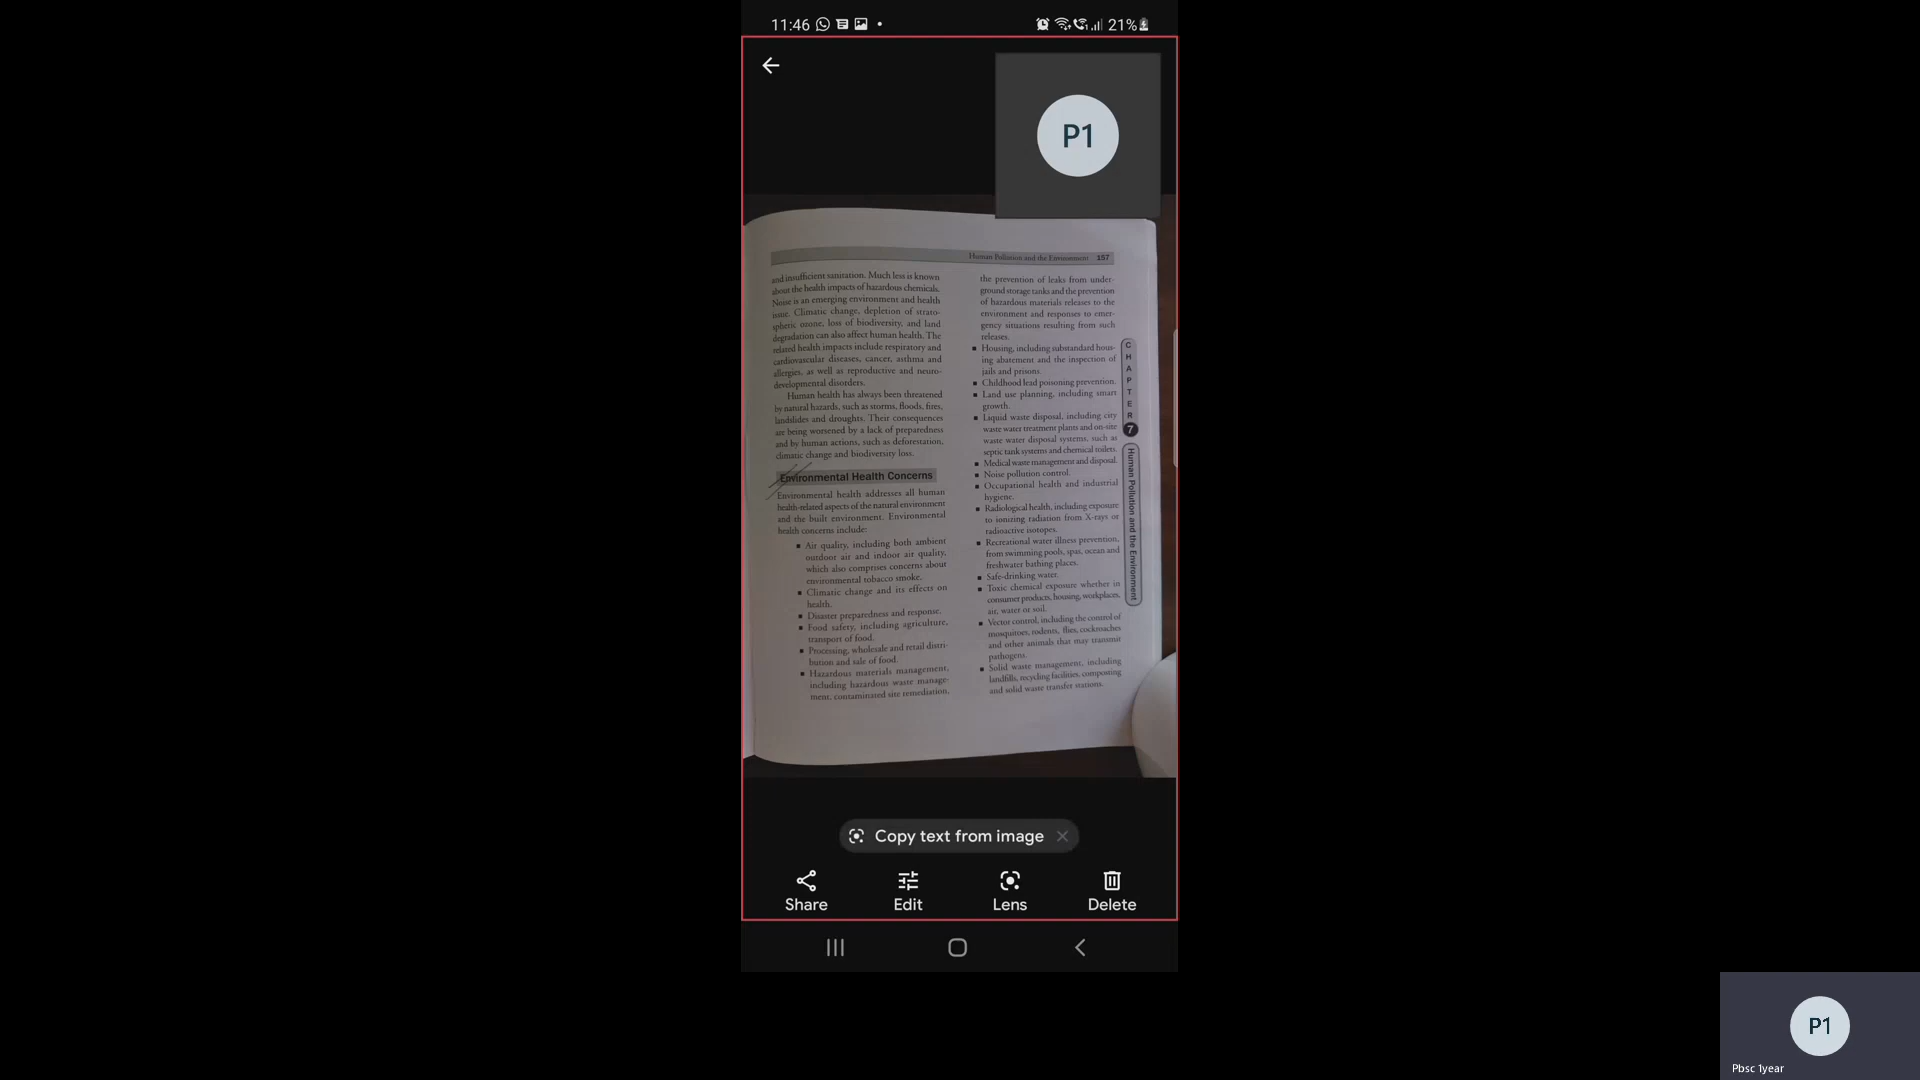 11:46
21%
P1
Human Pollution and the Environment 157
and insufficient sanitation. Much less is known
about the health impacts of hazardous chemicals.
Noise is an emerging environment and health
issue. Climatic change, depletion of strato-
spheric ozone, loss of biodiversity, and land
degradation can also affect human health. The
related health impacts include respiratory and
cardiovascular diseases, cancer, asthma and
allergies, as well as reproductive and neuro-
developmental disorders.
Human health has always been threatened
by natural hazards, such as storms, floods, fires,
landslides and droughts. Their consequences
are being worsened by a lack of preparedness
and by human actions, such as deforestation,
climatic change and biodiversity loss.
Environmental Health Concerns
Environmental health addresses all human
health-related aspects of the natural environment
and the built environment. Environmental
health concerns include:
▪ Air quality, including both ambient
outdoor air and indoor air quality,
which also comprises concerns about
environmental tobacco smoke.
▪ Climatic change and its effects on
health.
▪ Disaster preparedness and response.
▪ Food safety, including agriculture,
transport of food.
▪ Processing, wholesale and retail distri-
bution and sale of food.
▪ Hazardous materials management,
including hazardous waste manage-
ment, contaminated site remediation,
the prevention of leaks from under-
ground storage tanks and the prevention
of hazardous materials releases to the
environment and responses to emer-
gency situations resulting from such
releases.
▪ Housing, including substandard hous-
ing abatement and the inspection of
jails and prisons.
▪ Childhood lead poisoning prevention.
▪ Land use planning, including smart
growth.
▪ Liquid waste disposal, including city
waste water treatment plants and on-site
waste water disposal systems, such as
septic tank systems and chemical toilets.
▪ Medical waste management and disposal.
▪ Noise pollution control.
▪ Occupational health and industrial
hygiene.
▪ Radiological health, including exposure
to ionizing radiation from X-rays or
radioactive isotopes.
▪ Recreational water illness prevention,
from swimming pools, spas, ocean and
freshwater bathing places.
▪ Safe-drinking water.
▪ Toxic chemical exposure whether in
consumer products, housing, workplaces,
air, water or soil.
▪ Vector control, including the control of
mosquitoes, rodents, flies, cockroaches
and other animals that may transmit
pathogens.
▪ Solid waste management, including
landfills, recycling facilities, composting
and solid waste transfer stations.
CHAPTER 7
Human Pollution and the Environment
Copy text from image
Share Edit Lens Delete
P1
Pbsc 1year